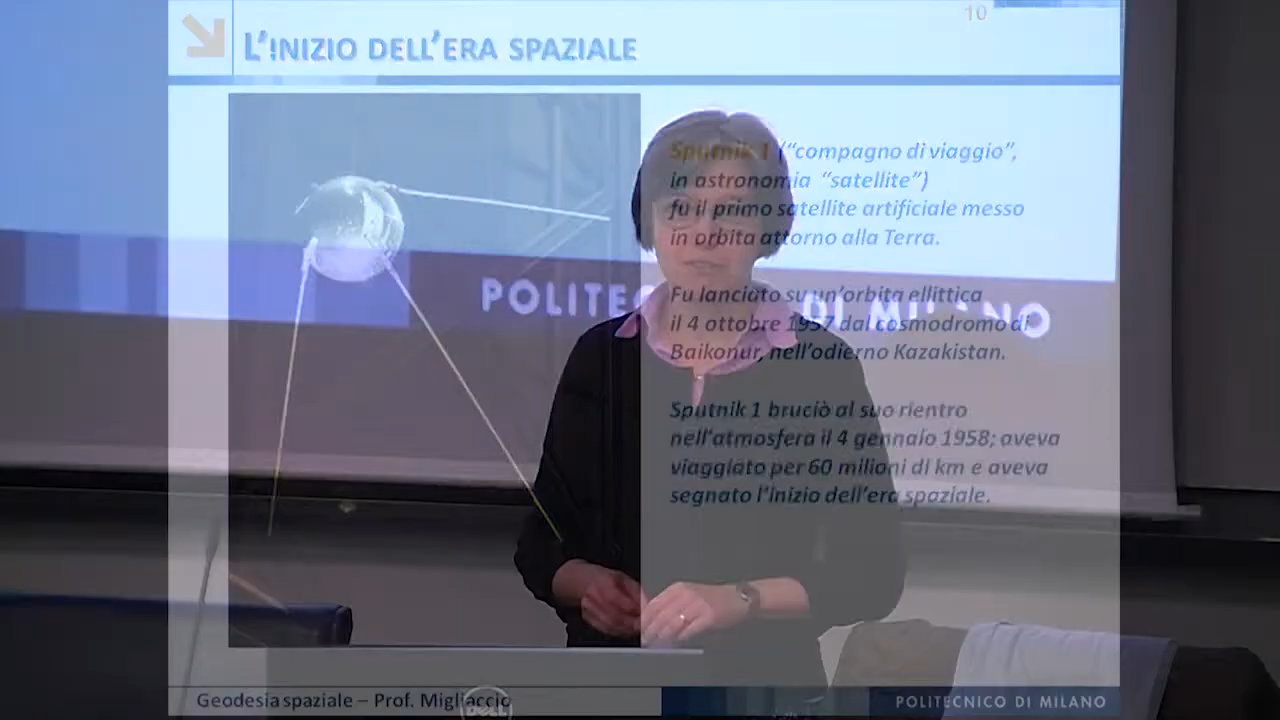 10
L'INIZIO DELL'ERA SPAZIALE
Sputnik 1 ("compagno di viaggio",
in astronomia "satellite")
fu il primo satellite artificiale messo
in orbita attorno alla Terra.
POLITECNICO DI MILANO
Fu lanciato su un'orbita ellittica
il 4 ottobre 1957 dal cosmodromo di
Baikonur, nell'odierno Kazakistan.
Sputnik 1 bruciò al suo rientro
nell'atmosfera il 4 gennaio 1958; aveva
viaggiato per 60 milioni di km e aveva
segnato l'inizio dell'era spaziale.
Geodesia spaziale – Prof. Migliaccio
DELL
POLITECNICO DI MILANO